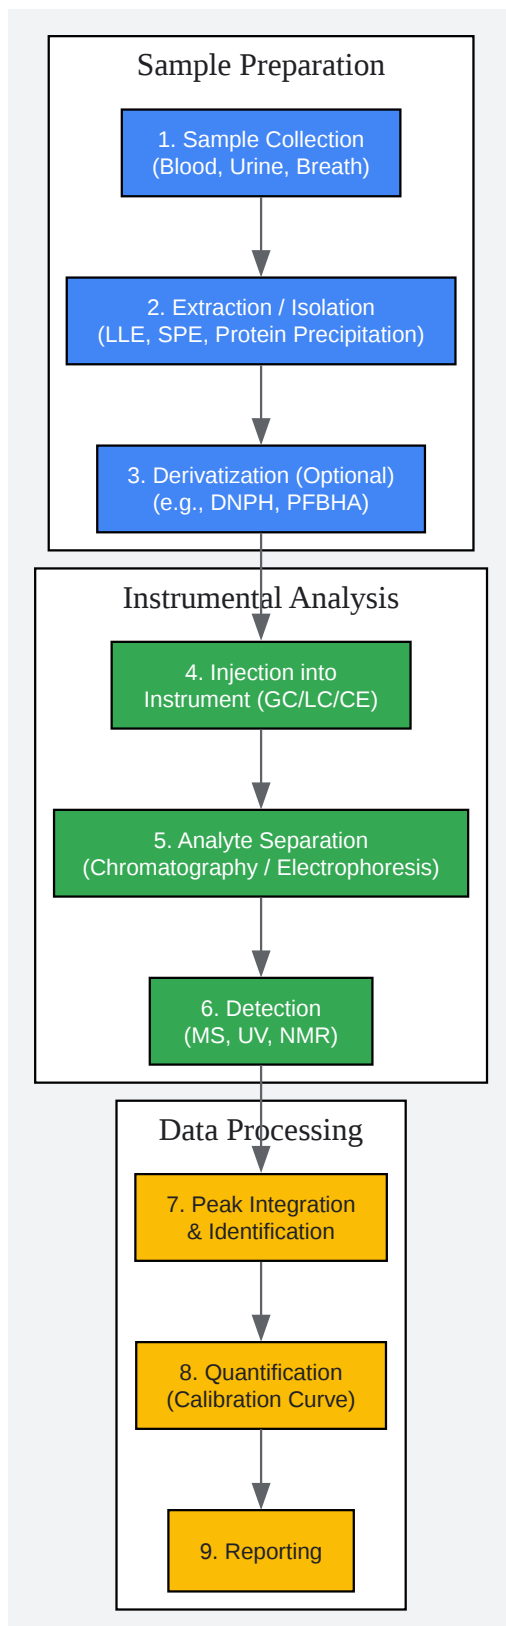 Sample Preparation
1. Sample Collection
(Blood, Urine, Breath)
2. Extraction / Isolation
(LLE, SPE, Protein Precipitation)
3. Derivatization (Optional)
(e.g., DNPH, PFBHA)
Instrumental Analysis
4. Injection into
Instrument (GC/LC/CE)
5. Analyte Separation
(Chromatography / Electrophoresis)
6. Detection
(MS, UV, NMR)
Data Processing
7. Peak Integration
& Identification
8. Quantification
(Calibration Curve)
9. Reporting